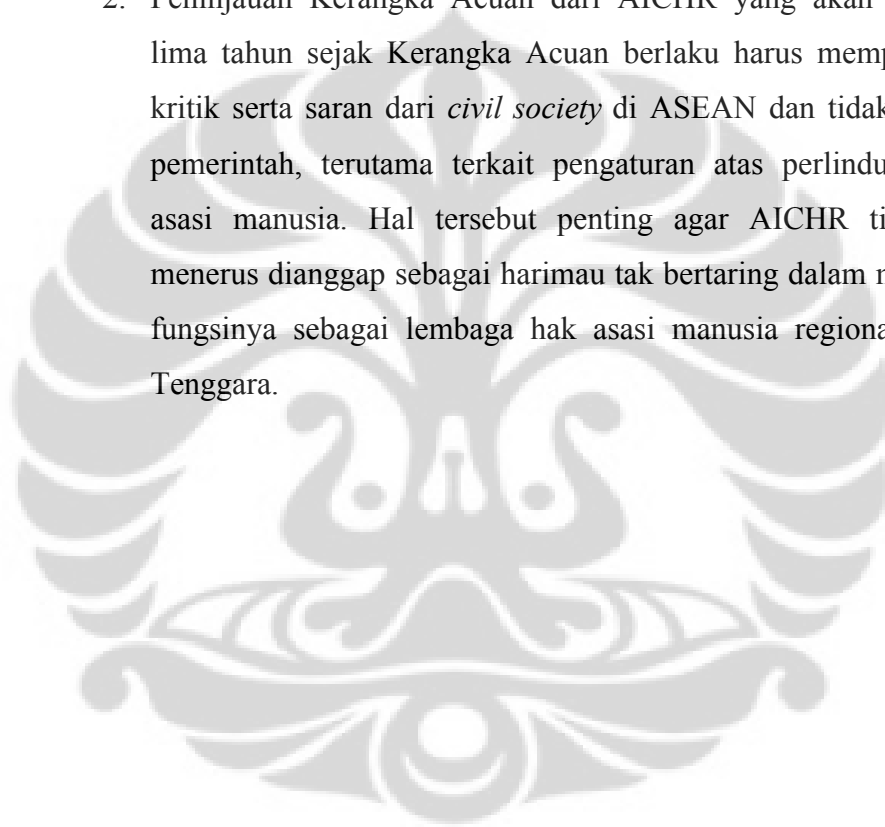 2. Peninjauan Kerangka Acuan dari AICHR yang akan
lima tahun sejak Kerangka Acuan berlaku harus memp
kritik serta saran dari civil society di ASEAN dan tidak
pemerintah, terutama terkait pengaturan atas perlindu
asasi manusia. Hal tersebut penting agar AICHR ti
menerus dianggap sebagai harimau tak bertaring dalam
fungsinya sebagai lembaga hak asasi manusia regiona
Tenggara.